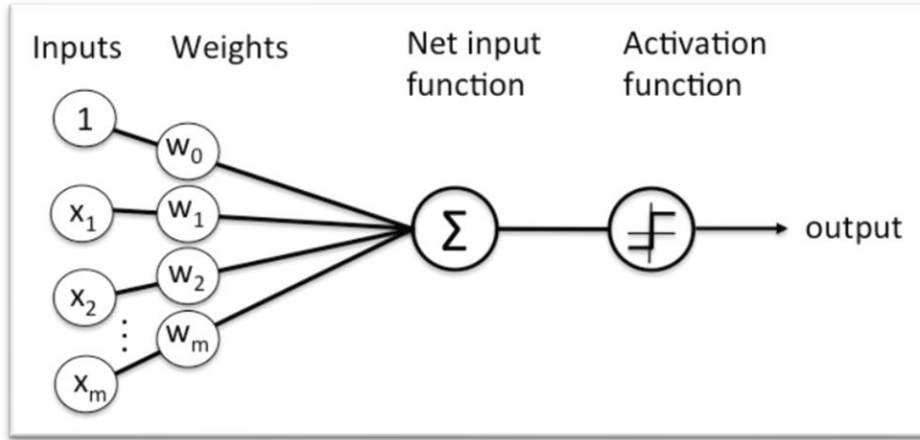 Inputs Weights Net input function Activation function
1
w₀
x₁ w₁
x₂ w₂
⋮
xₘ wₘ
Σ
output